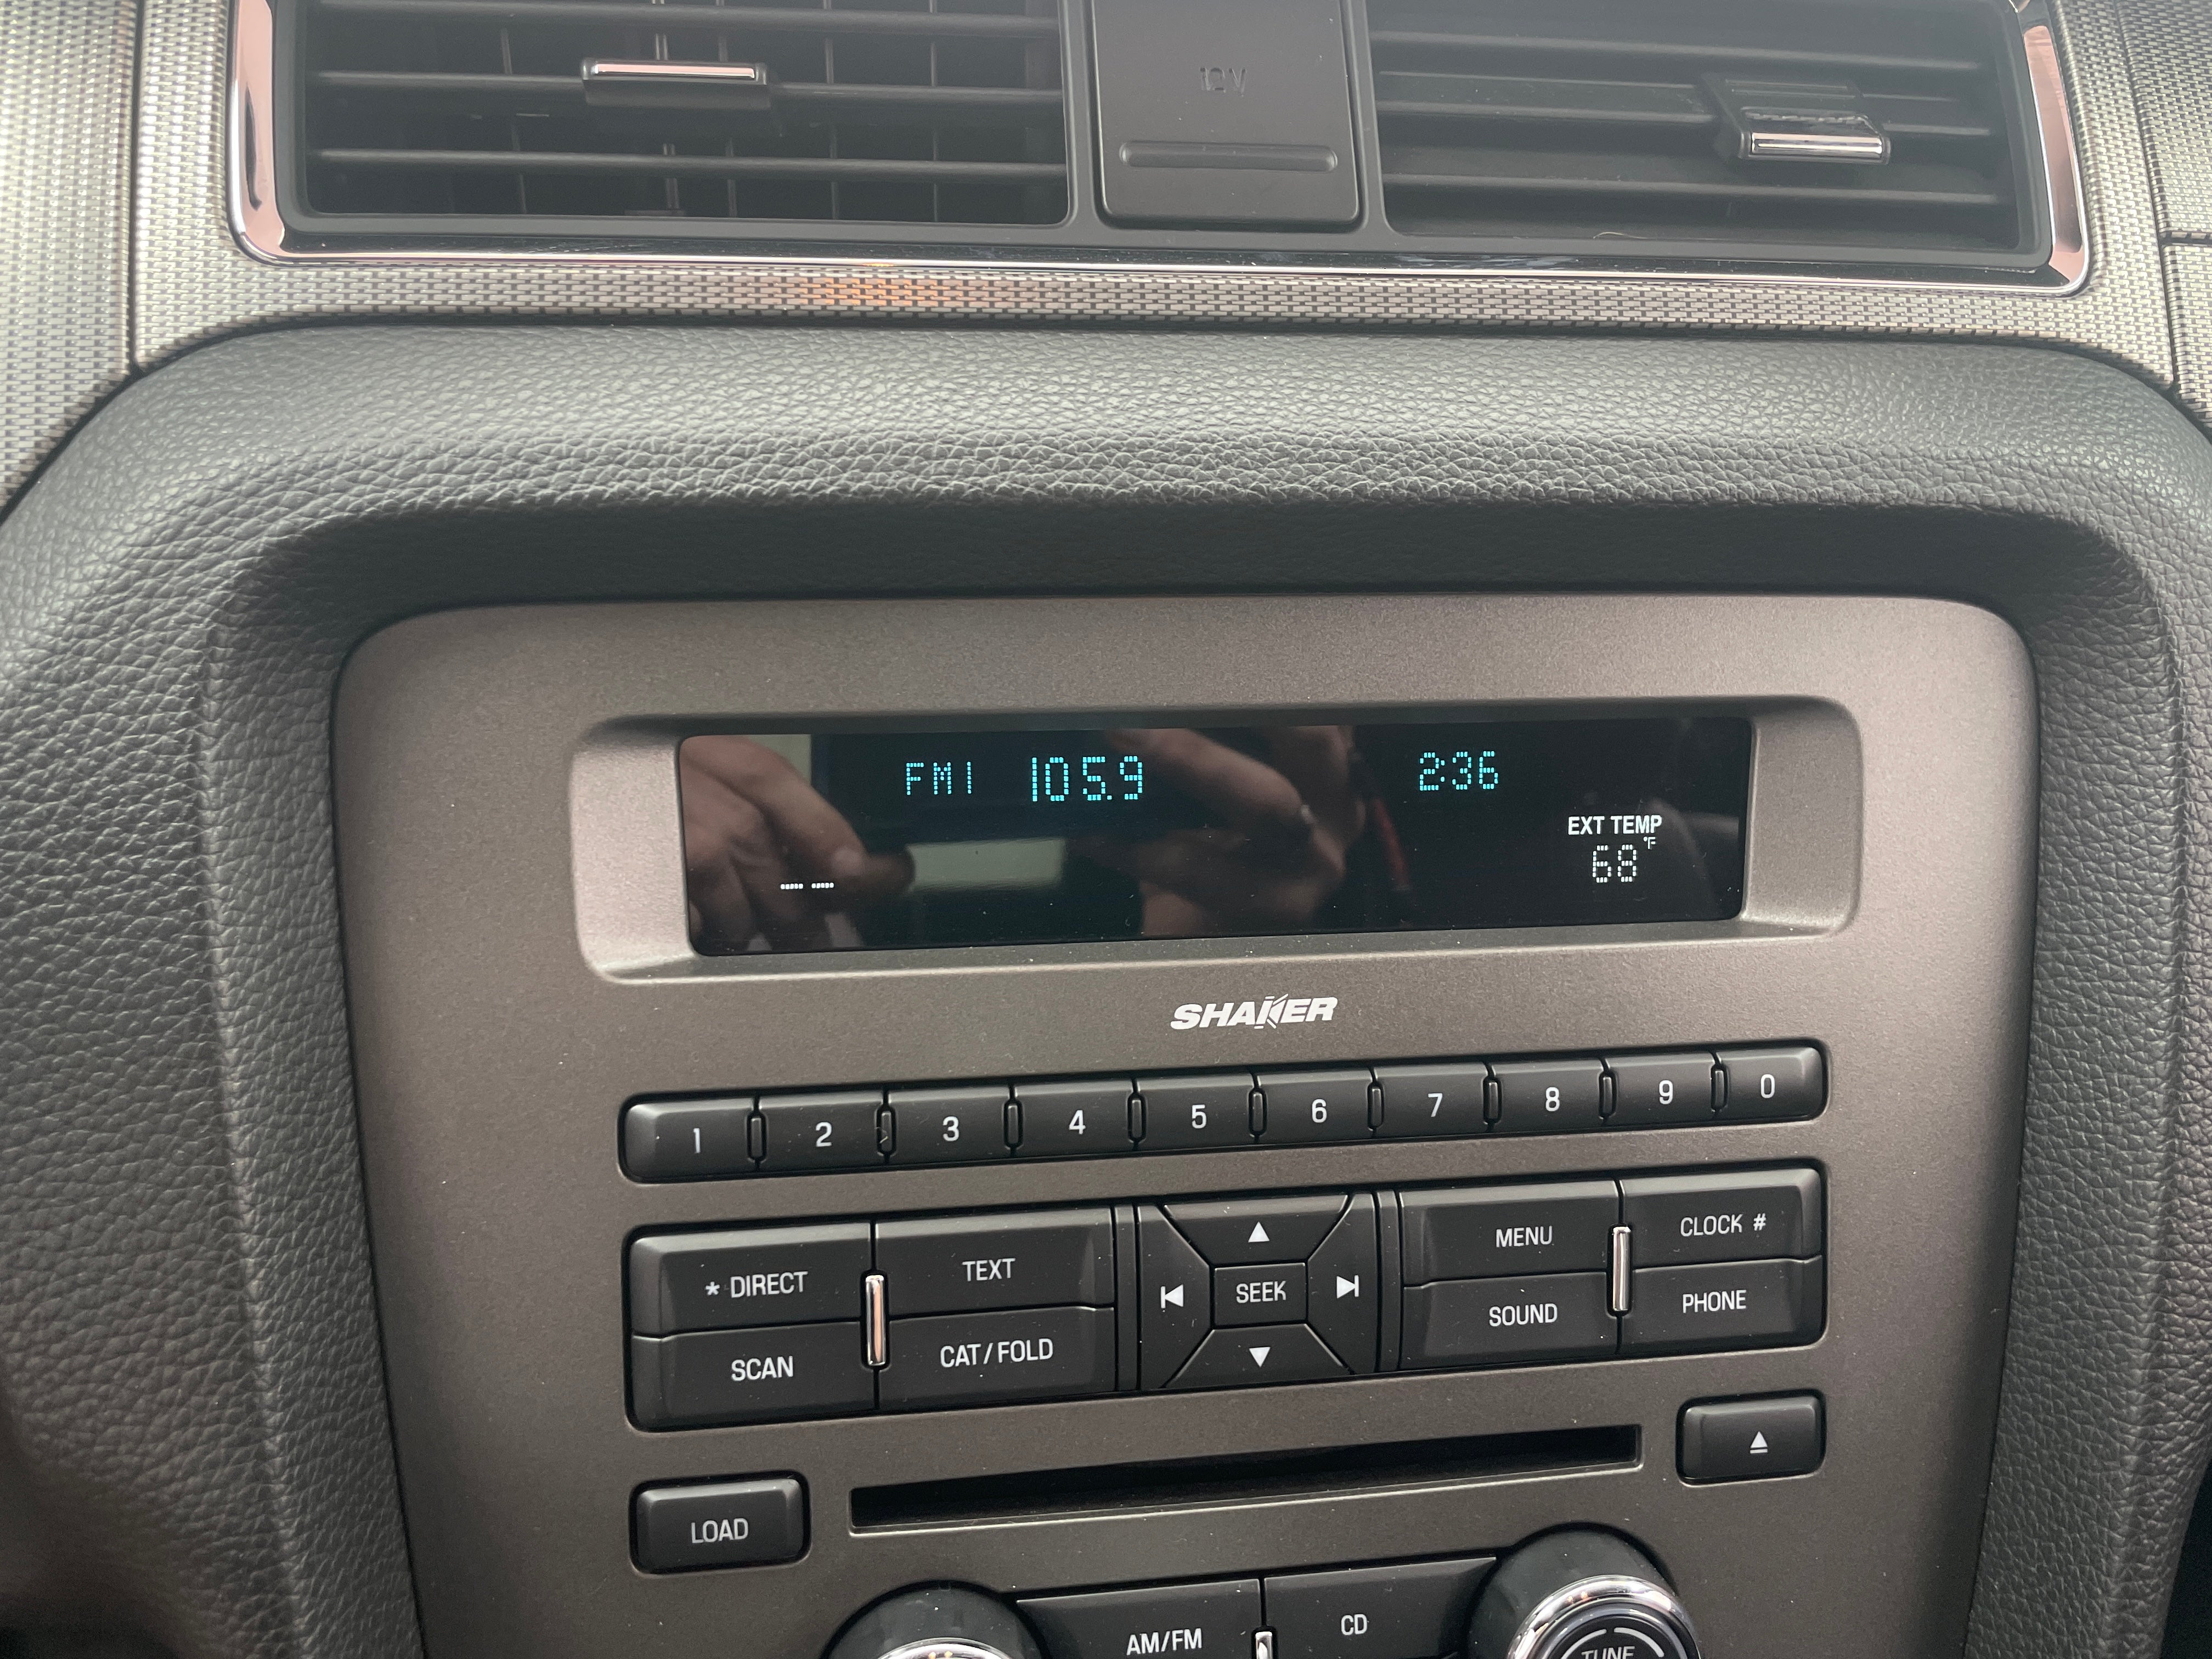 12V
FM1 105.9 2:36
EXT TEMP
°F
68
-- --
SHAKER
1 2 3 4 5 6 7 8 9 0
* DIRECT TEXT SEEK MENU CLOCK #
SCAN CAT/FOLD SOUND PHONE
LOAD
AM/FM CD TUNE